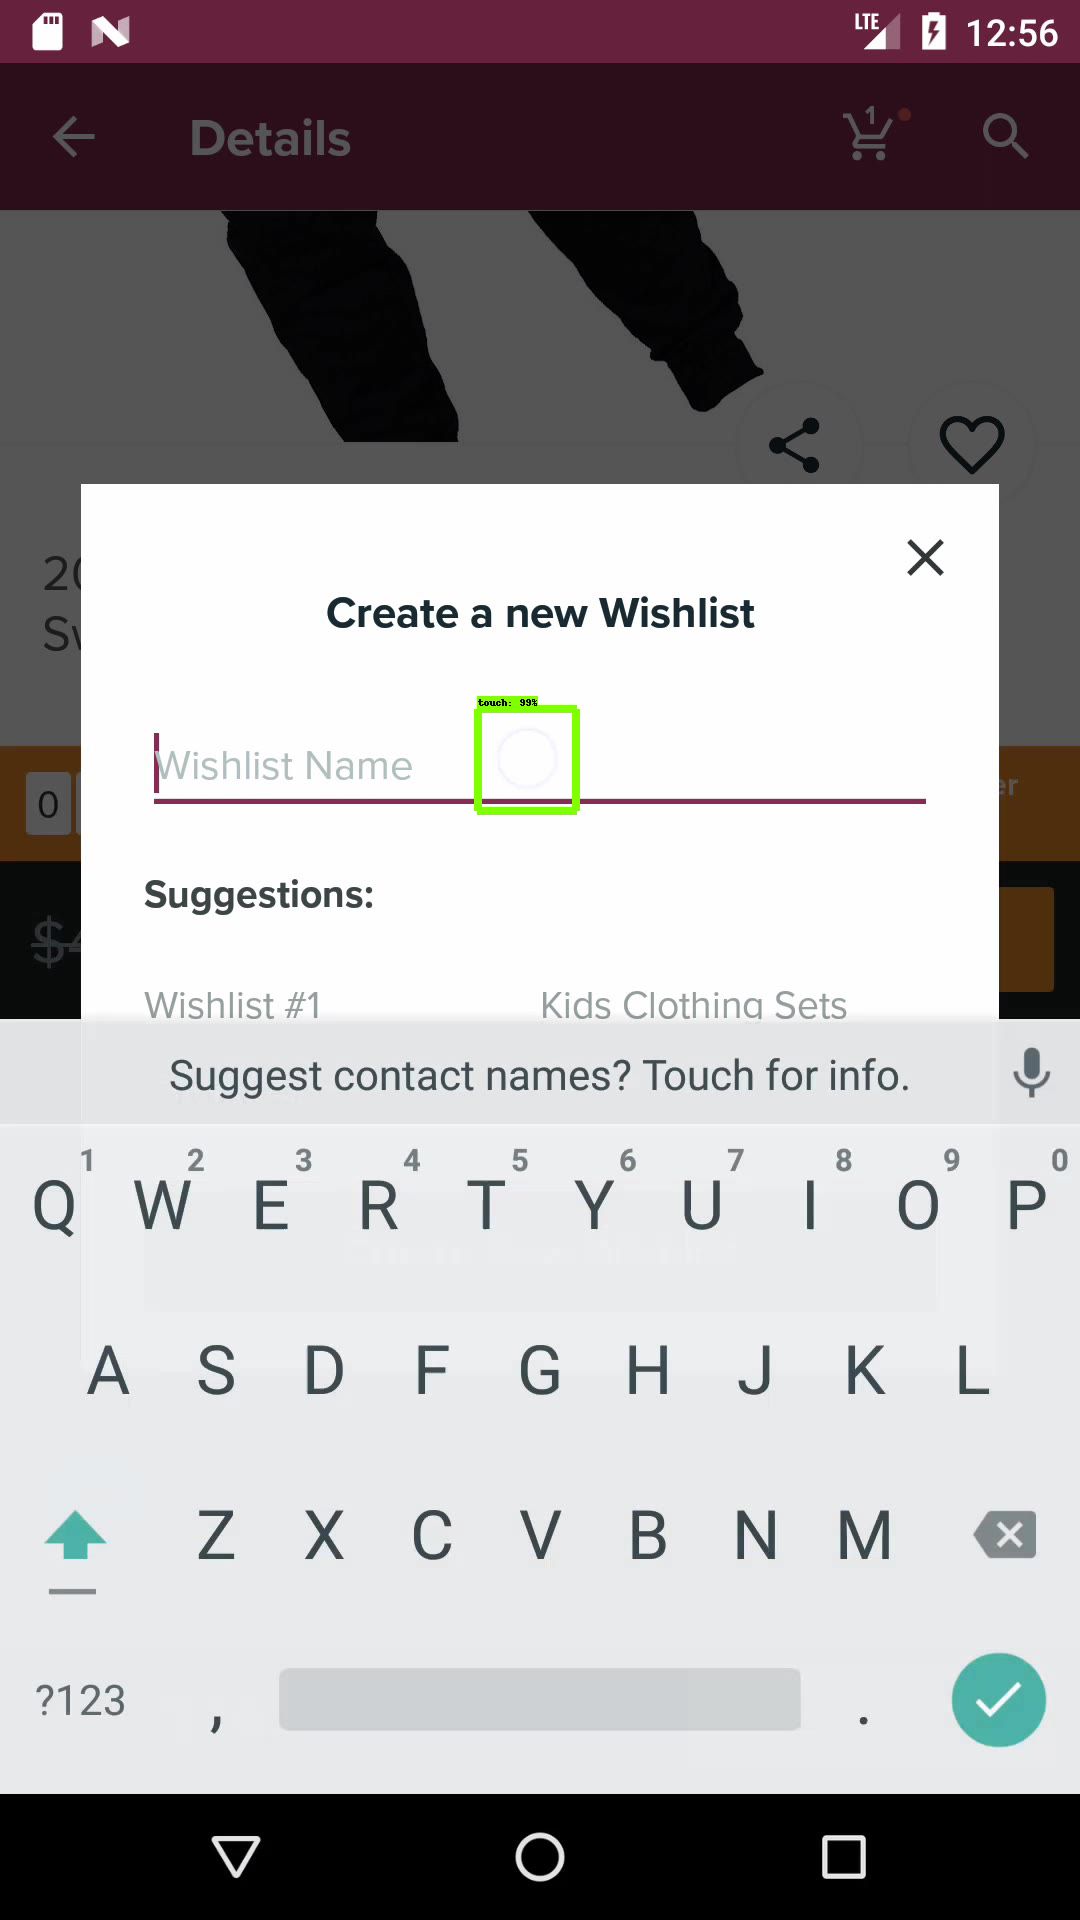 LTE 12:56
Details
1
20
Sw
Create a new Wishlist
touch: 99%
Wishlist Name
0
er
Suggestions:
$4
Wishlist #1 Kids Clothing Sets
Suggest contact names? Touch for info.
1 2 3 4 5 6 7 8 9 0
Q W E R T Y U I O P
A S D F G H J K L
Z X C V B N M
?123 , .